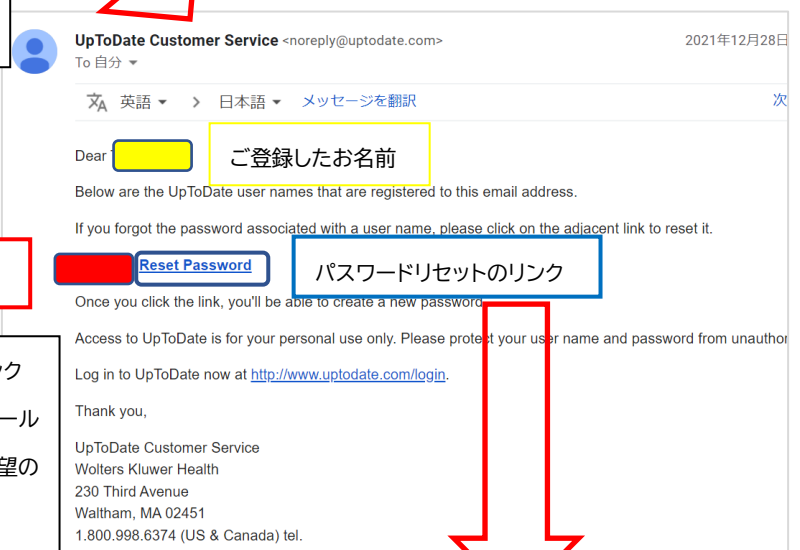 UpToDate Customer Service <noreply@uptodate.com>
2021年12月28日
To 自分
英語 > 日本語 メッセージを翻訳
次
Dear
ご登録したお名前
Below are the UpToDate user names that are registered to this email address.
If you forgot the password associated with a user name, please click on the adjacent link to reset it.
Reset Password
パスワードリセットのリンク
Once you click the link, you'll be able to create a new password.
Access to UpToDate is for your personal use only. Please protect your user name and password from unauthor
ック
Log in to UpToDate now at http://www.uptodate.com/login.
ール
Thank you,
望の
UpToDate Customer Service
Wolters Kluwer Health
230 Third Avenue
Waltham, MA 02451
1.800.998.6374 (US & Canada) tel.